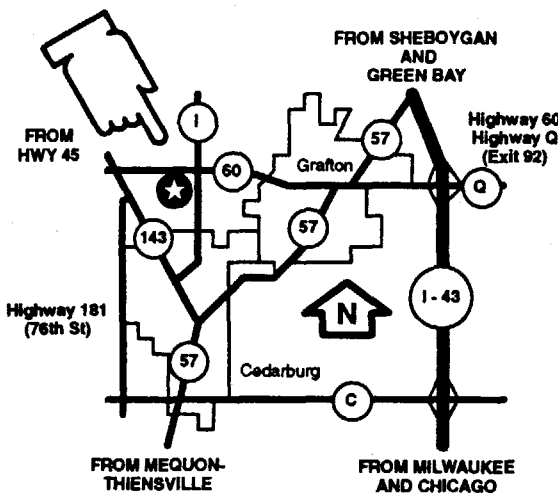 FROM SHEBOYGAN
AND
GREEN BAY
Highway 60
Highway Q
(Exit 92)
FROM
HWY 45
I
57
60
Grafton
Q
143
57
Highway 181
(76th St)
N
I - 43
57
Cedarburg
C
FROM MEQUON-
THIENSVILLE
FROM MILWAUKEE
AND CHICAGO